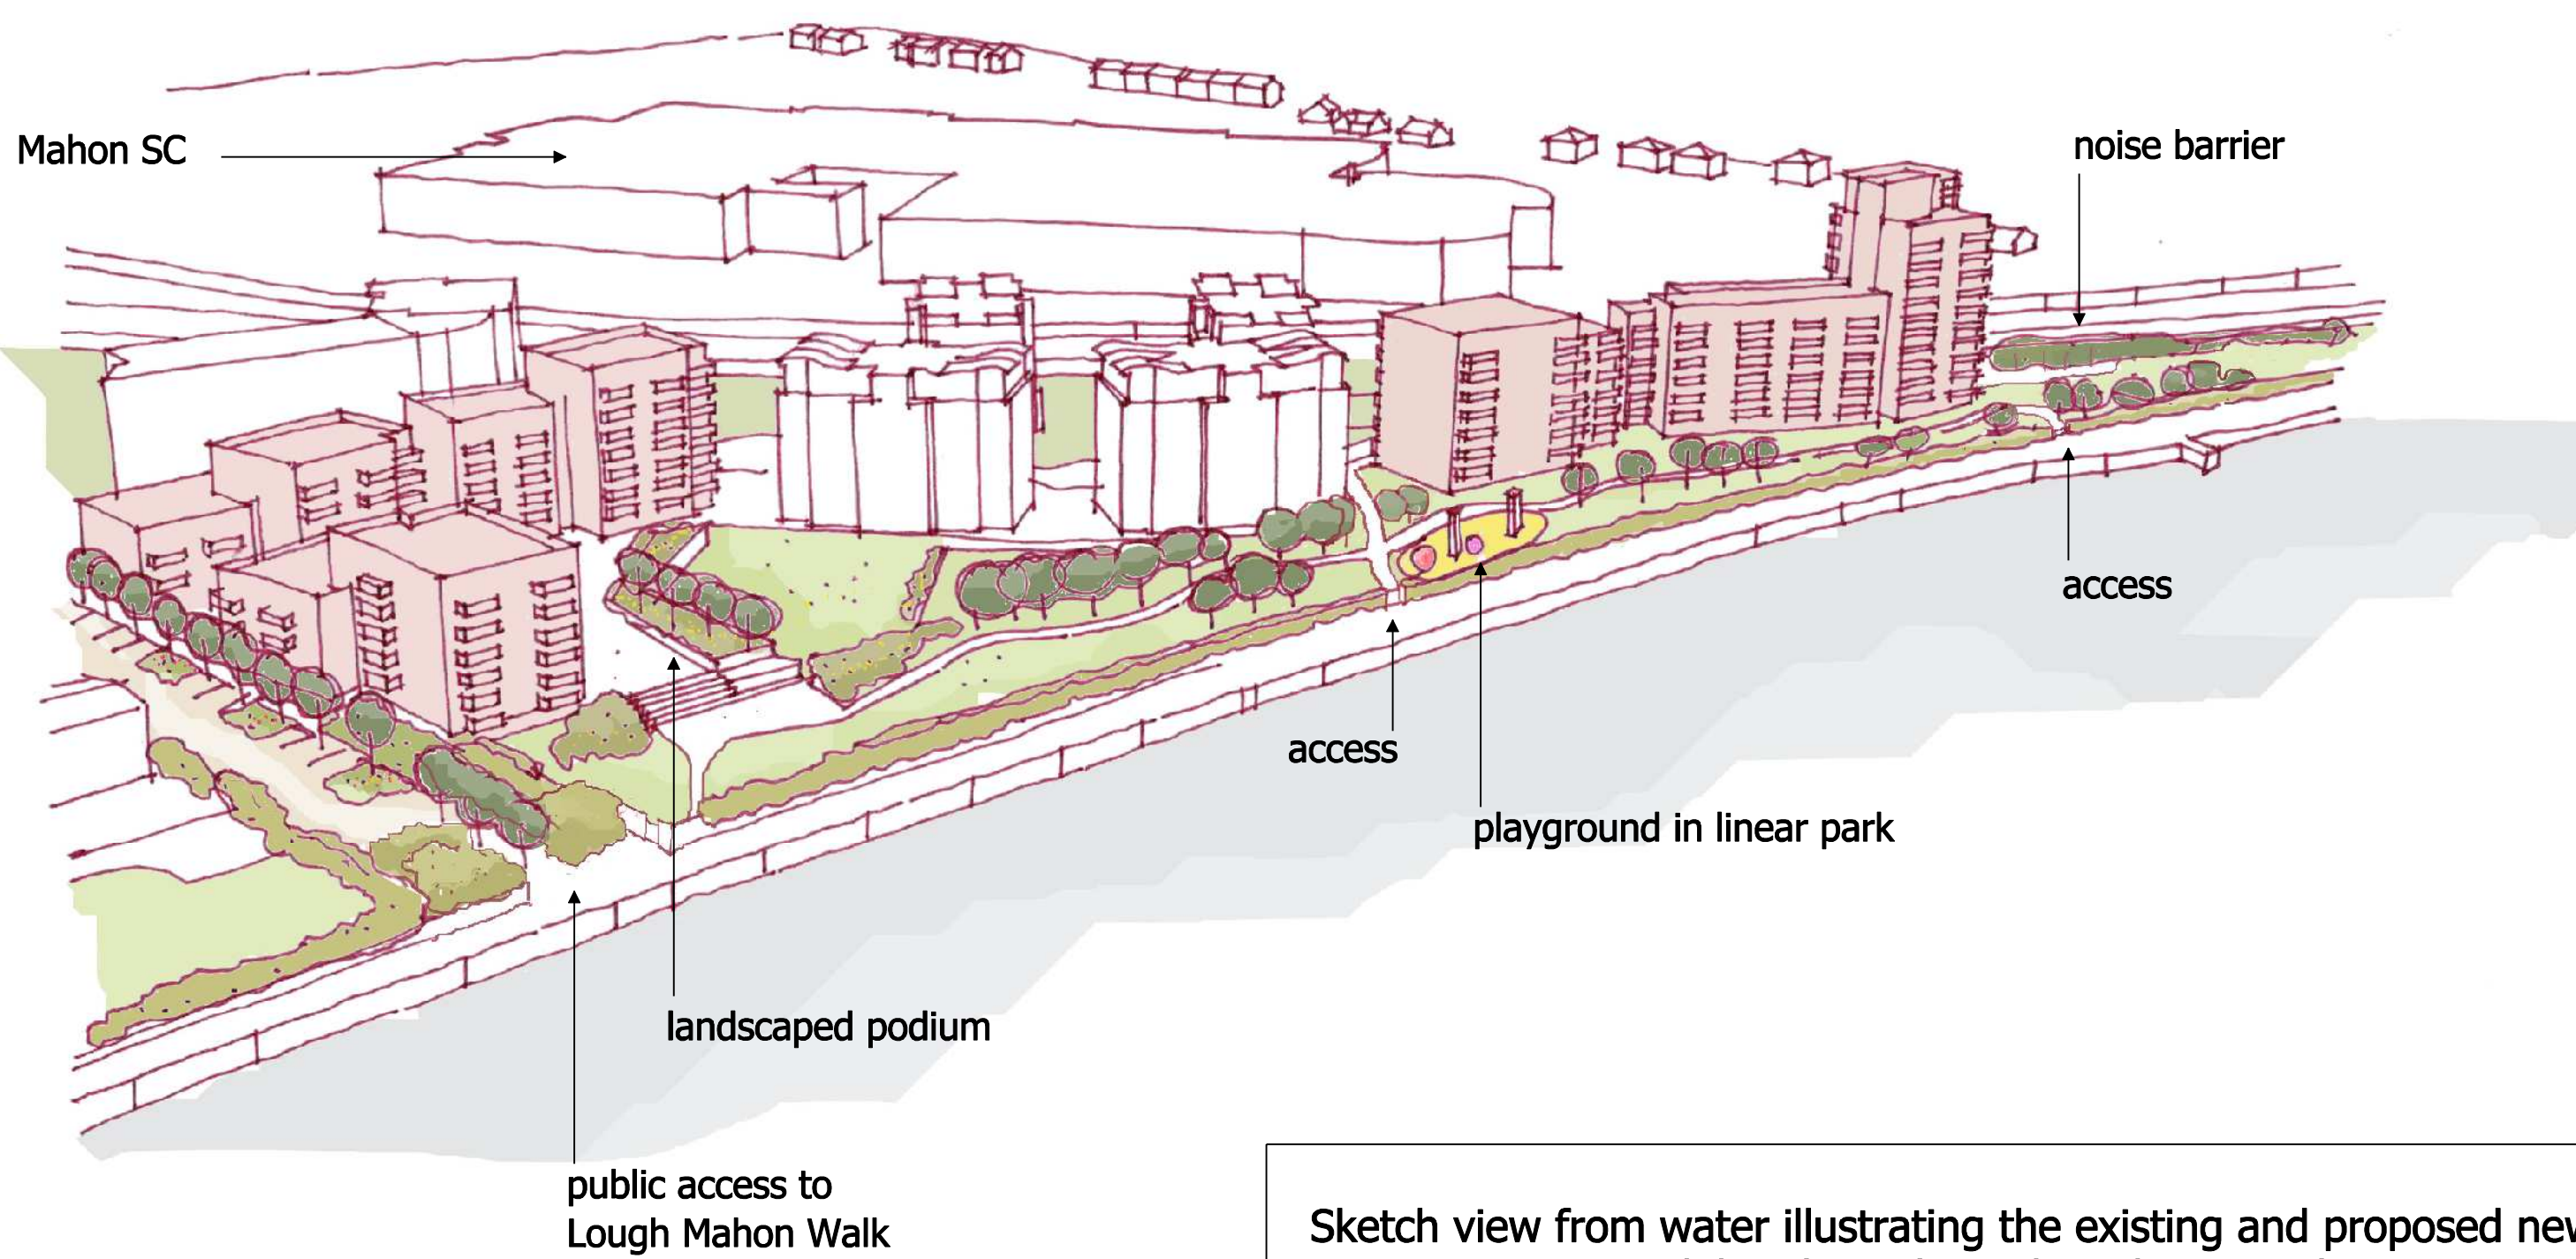 Mahon SC
noise barrier
access
access
playground in linear park
landscaped podium
public access to
Lough Mahon Walk
Sketch view from water illustrating the existing and proposed